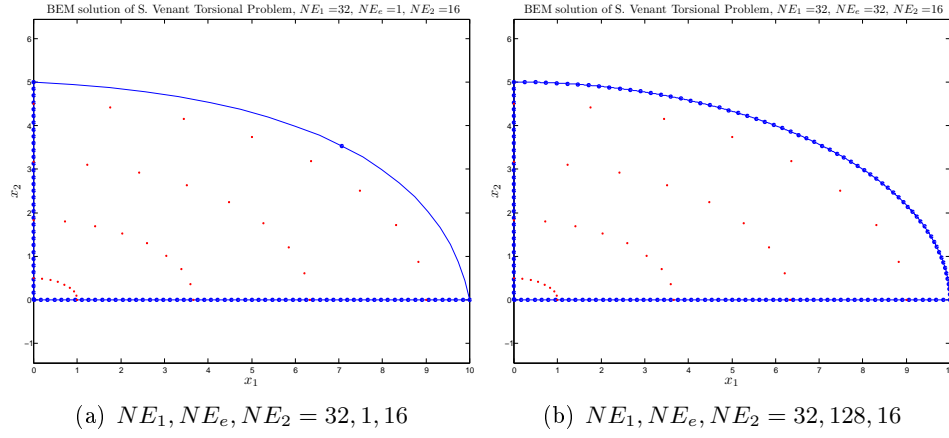 BEM solution of S. Venant Torsional Problem, NE₁ =32, NEₑ =1, NE₂ =16
6
5
4
3
2
1
0
−1
x₂
0 1 2 3 4 5 6 7 8 9 10
x₁
(a) NE₁, NEₑ, NE₂ = 32, 1, 16
BEM solution of S. Venant Torsional Problem, NE₁ =32, NEₑ =32, NE₂ =16
6
5
4
3
2
1
0
−1
x₂
0 1 2 3 4 5 6 7 8 9 10
x₁
(b) NE₁, NEₑ, NE₂ = 32, 128, 16